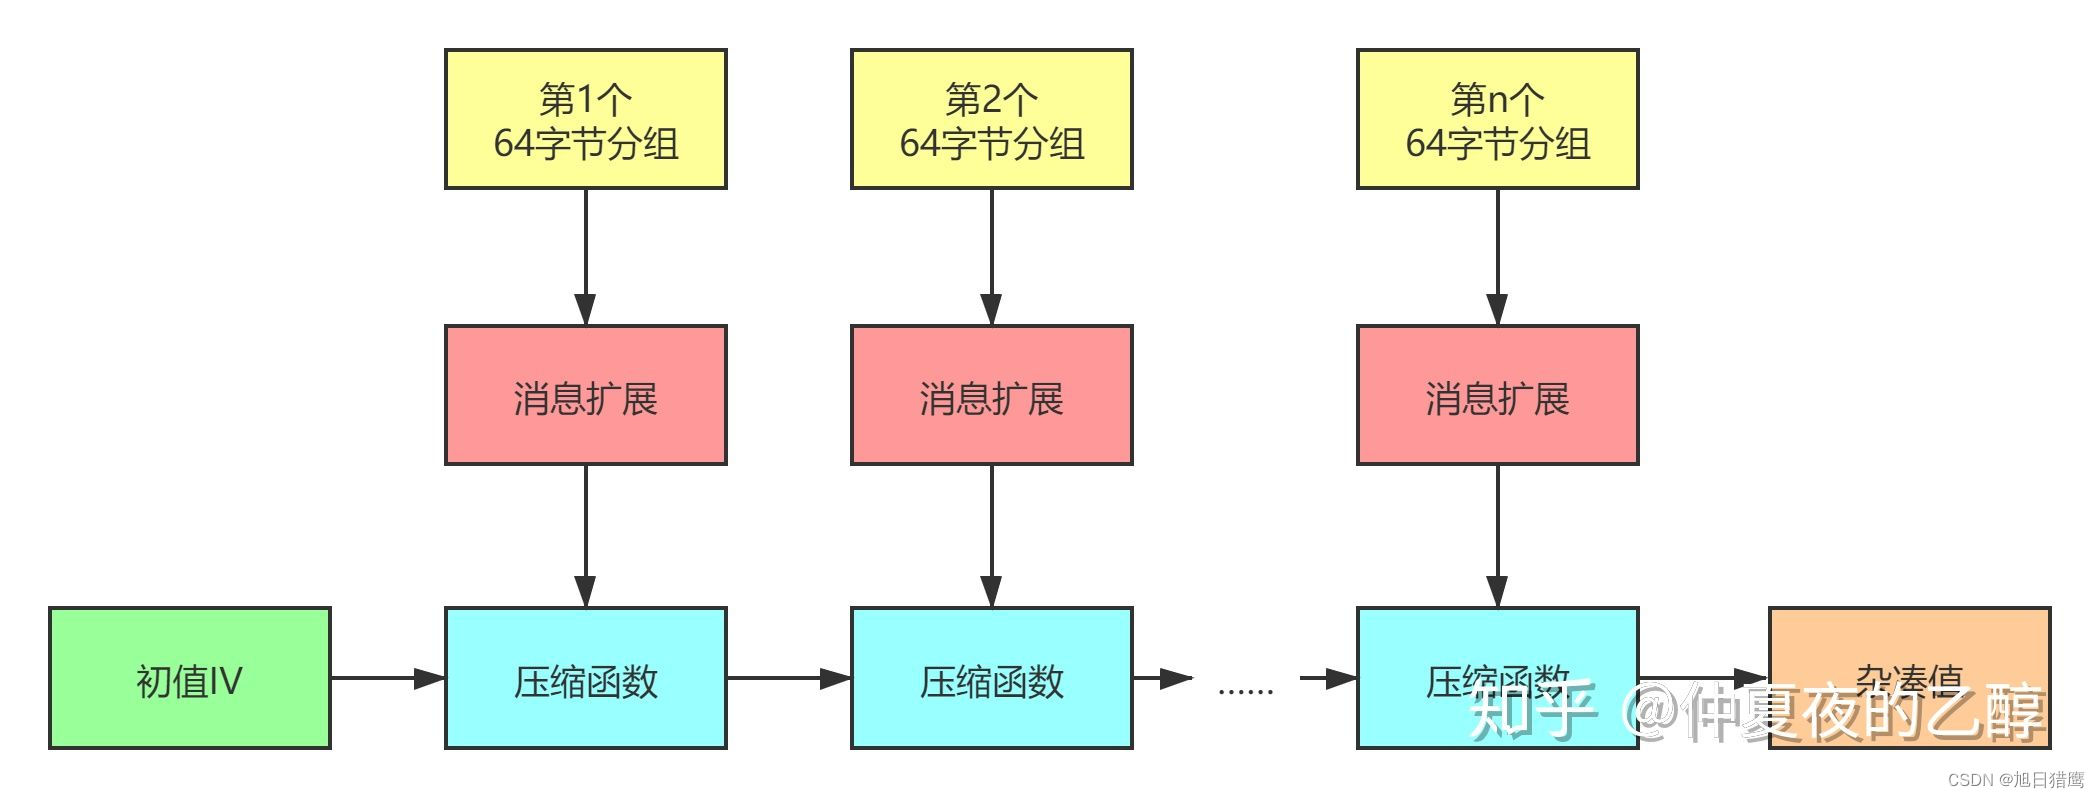 第1个
64字节分组
第2个
64字节分组
第n个
64字节分组
消息扩展
消息扩展
消息扩展
初值IV
压缩函数
压缩函数
......
压缩函数
杂凑值
知乎 @仲夏夜的乙醇
CSDN @旭日猎鹰